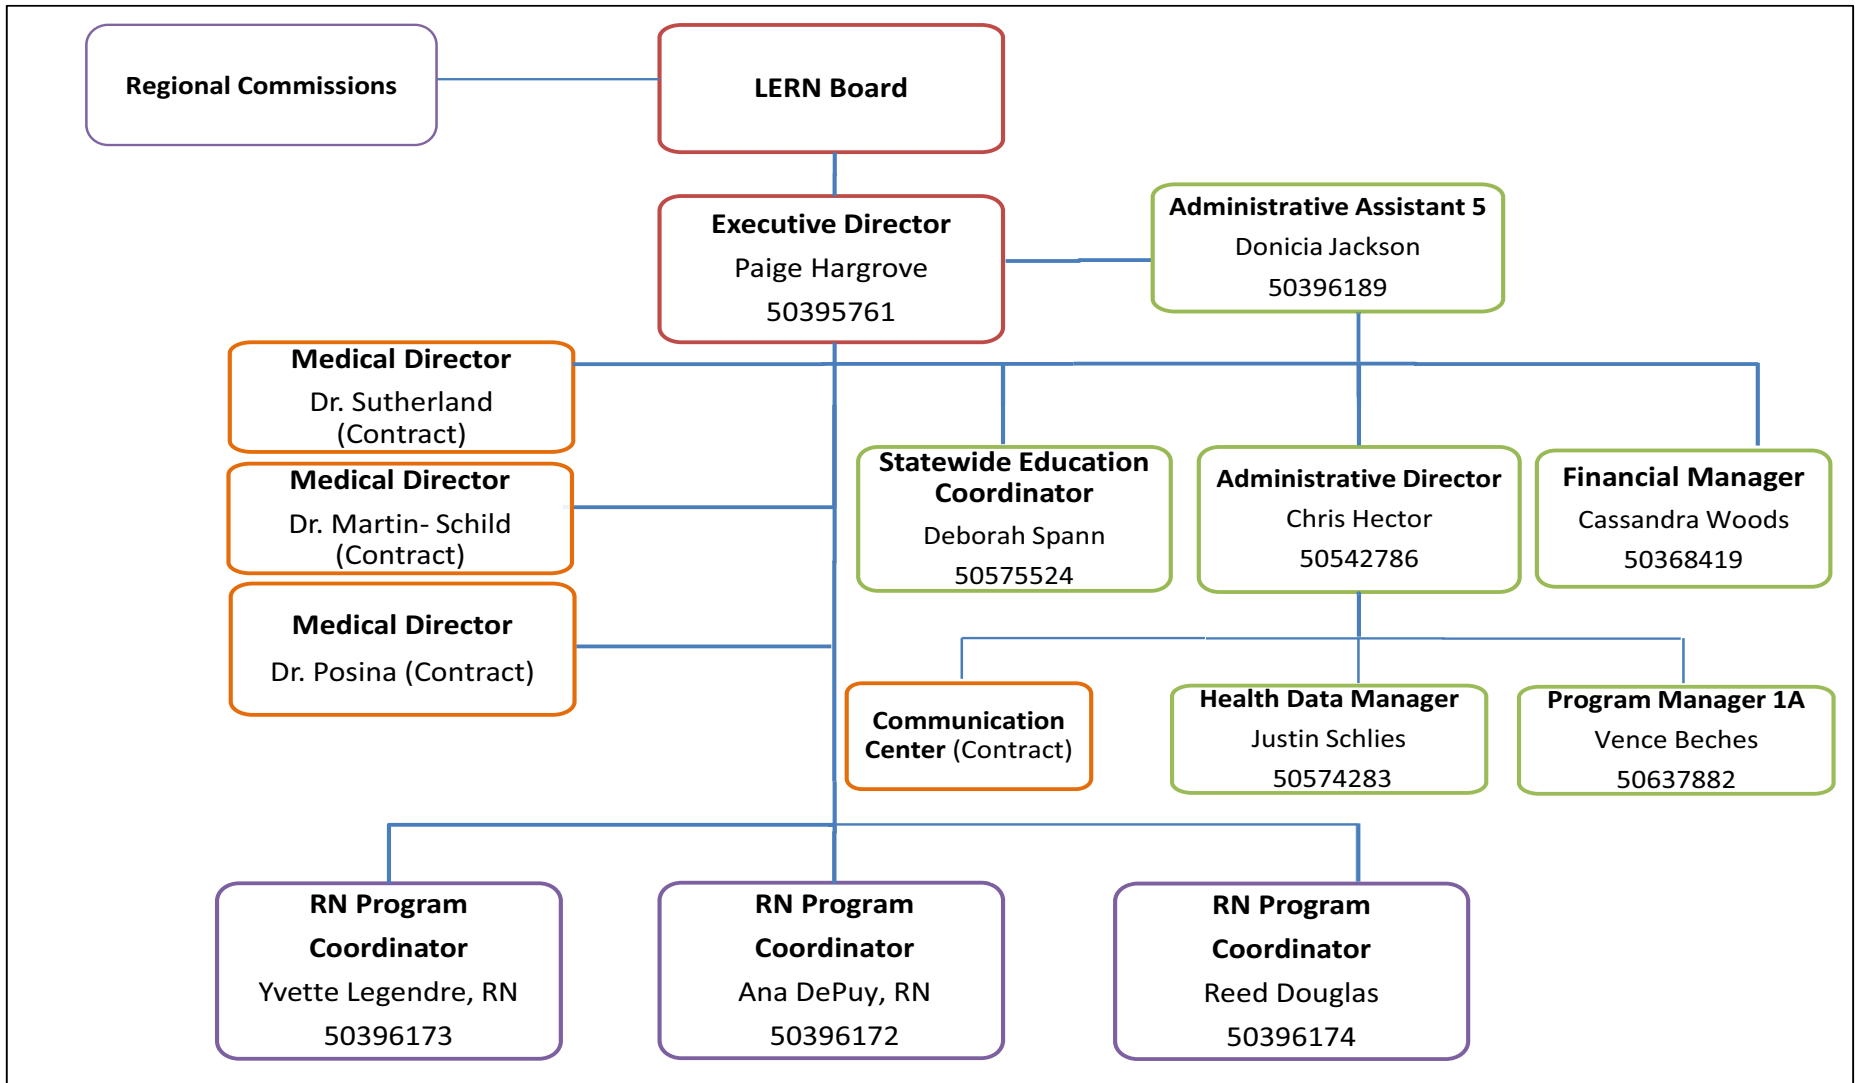 Regional Commissions
LERN Board
Executive Director
Paige Hargrove
50395761
Administrative Assistant 5
Donicia Jackson
50396189
Medical Director
Dr. Sutherland
(Contract)
Medical Director
Dr. Martin- Schild
(Contract)
Medical Director
Dr. Posina (Contract)
Statewide Education
Coordinator
Deborah Spann
50575524
Administrative Director
Chris Hector
50542786
Financial Manager
Cassandra Woods
50368419
Communication
Center (Contract)
Health Data Manager
Justin Schlies
50574283
Program Manager 1A
Vence Beches
50637882
RN Program
Coordinator
Yvette Legendre, RN
50396173
RN Program
Coordinator
Ana DePuy, RN
50396172
RN Program
Coordinator
Reed Douglas
50396174